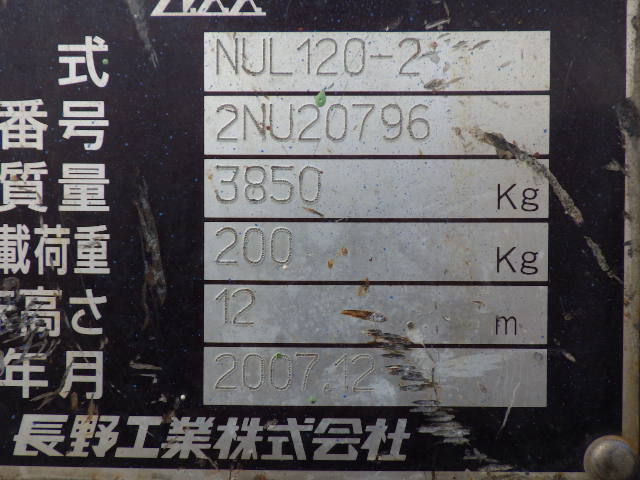 式 NUL120-2
番号 2NU20796
質量 3850 Kg
載荷重 200 Kg
高さ 12 m
年月 2007.12
長野工業株式会社